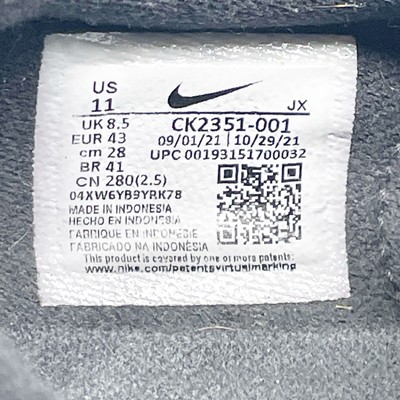 US
11
JX
UK 8.5
CK2351-001
EUR 43
09/01/21 | 10/29/21
cm 28
UPC 00193151700032
BR 41
CN 280(2.5)
04XW6YB9YRK78
MADE IN INDONESIA
HECHO EN INDONESIA
FABRIQUE EN INDONESIE
FABRICADO NA INDONÉSIA
This product is covered by one or more patents:
www.nike.com/patentsvirtualmarking